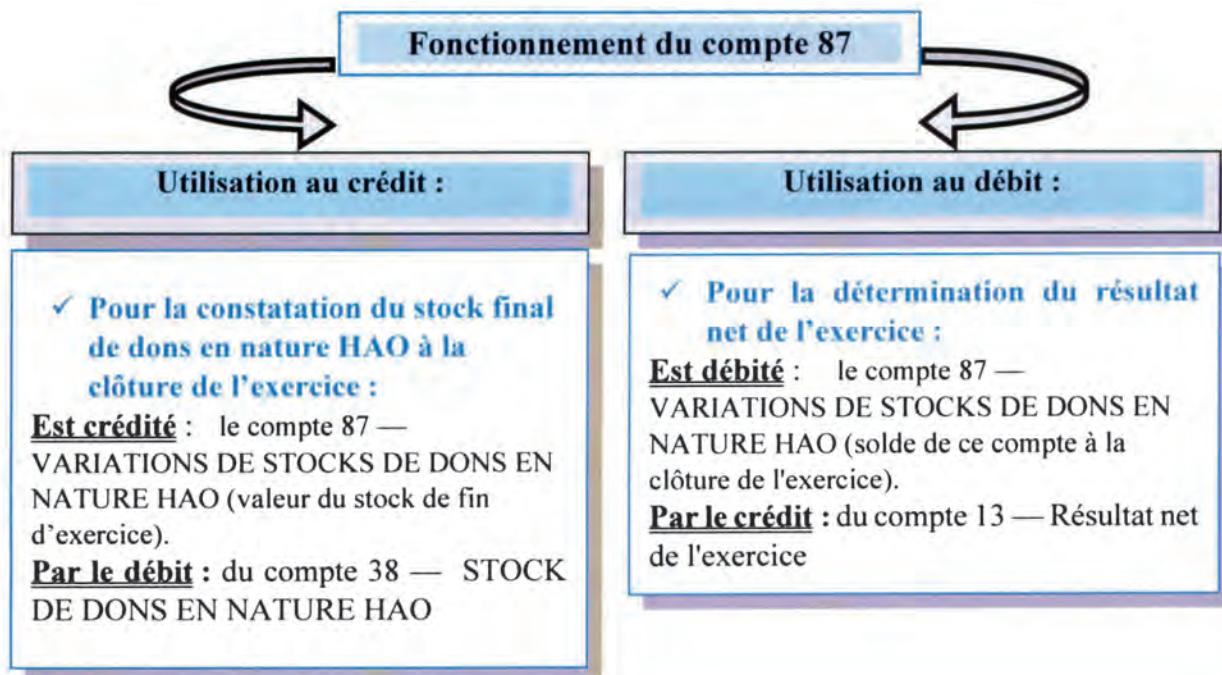 Fonctionnement du compte 87
Utilisation au crédit :
✓ Pour la constatation du stock final
de dons en nature HAO à la
clôture de l'exercice :
Est crédité : le compte 87 —
VARIATIONS DE STOCKS DE DONS EN
NATURE HAO (valeur du stock de fin
d'exercice).
Par le débit : du compte 38 — STOCK
DE DONS EN NATURE HAO
Utilisation au débit :
✓ Pour la détermination du résultat
net de l'exercice :
Est débité : le compte 87 —
VARIATIONS DE STOCKS DE DONS EN
NATURE HAO (solde de ce compte à la
clôture de l'exercice).
Par le crédit : du compte 13 — Résultat net
de l'exercice